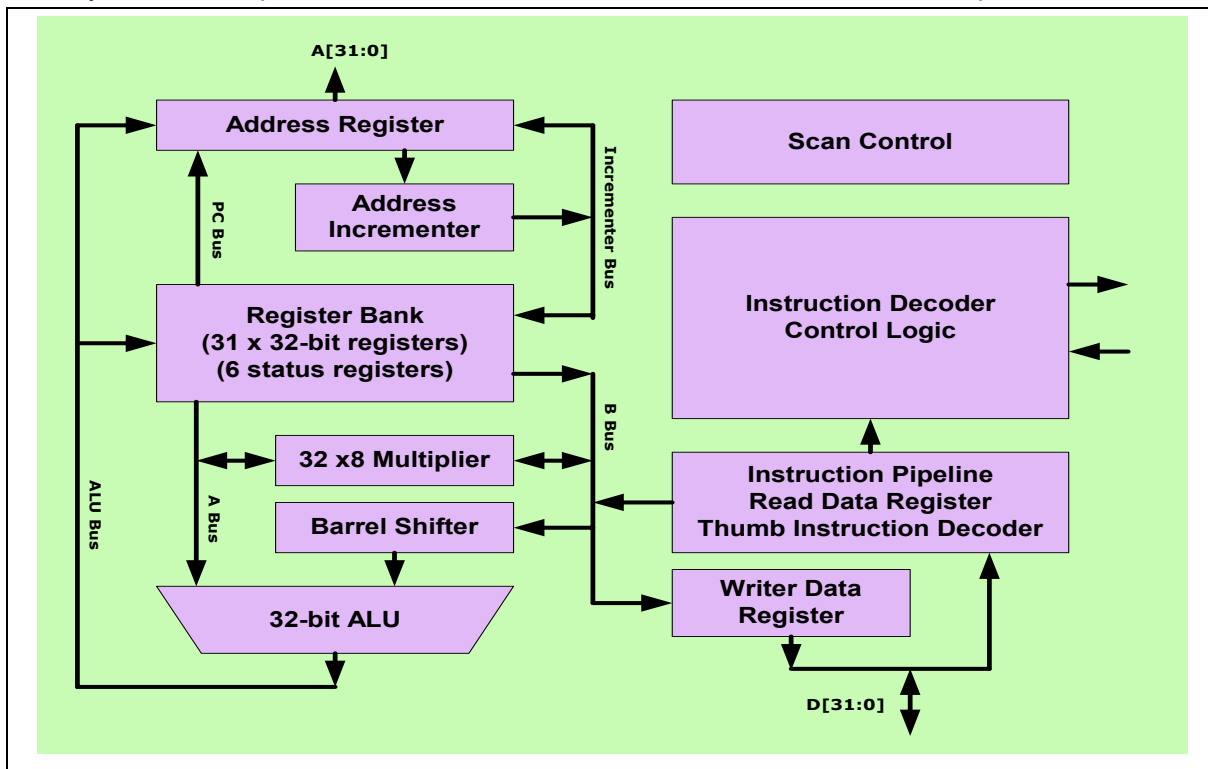 A[31:0]
Address Register
Scan Control
Incrementer Bus
PC Bus
Address
Incrementer
Register Bank
(31 x 32-bit registers)
(6 status registers)
Instruction Decoder
Control Logic
B Bus
32 x8 Multiplier
Instruction Pipeline
Read Data Register
Thumb Instruction Decoder
ALU Bus
A Bus
Barrel Shifter
Writer Data
Register
32-bit ALU
D[31:0]